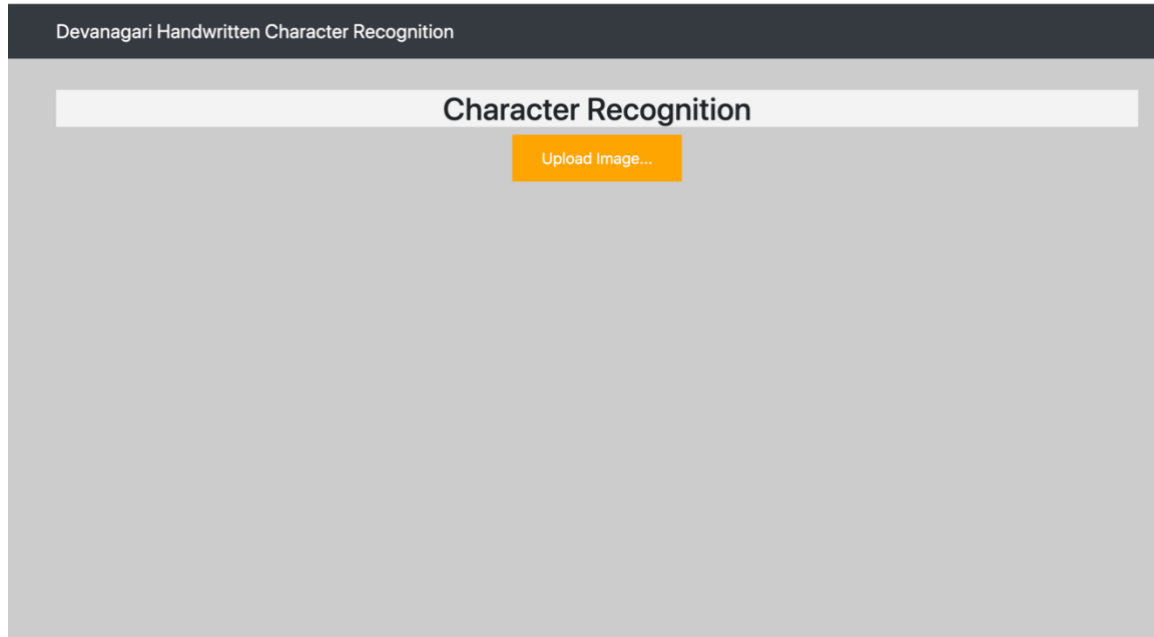 Devanagari Handwritten Character Recognition
Character Recognition
Upload Image...